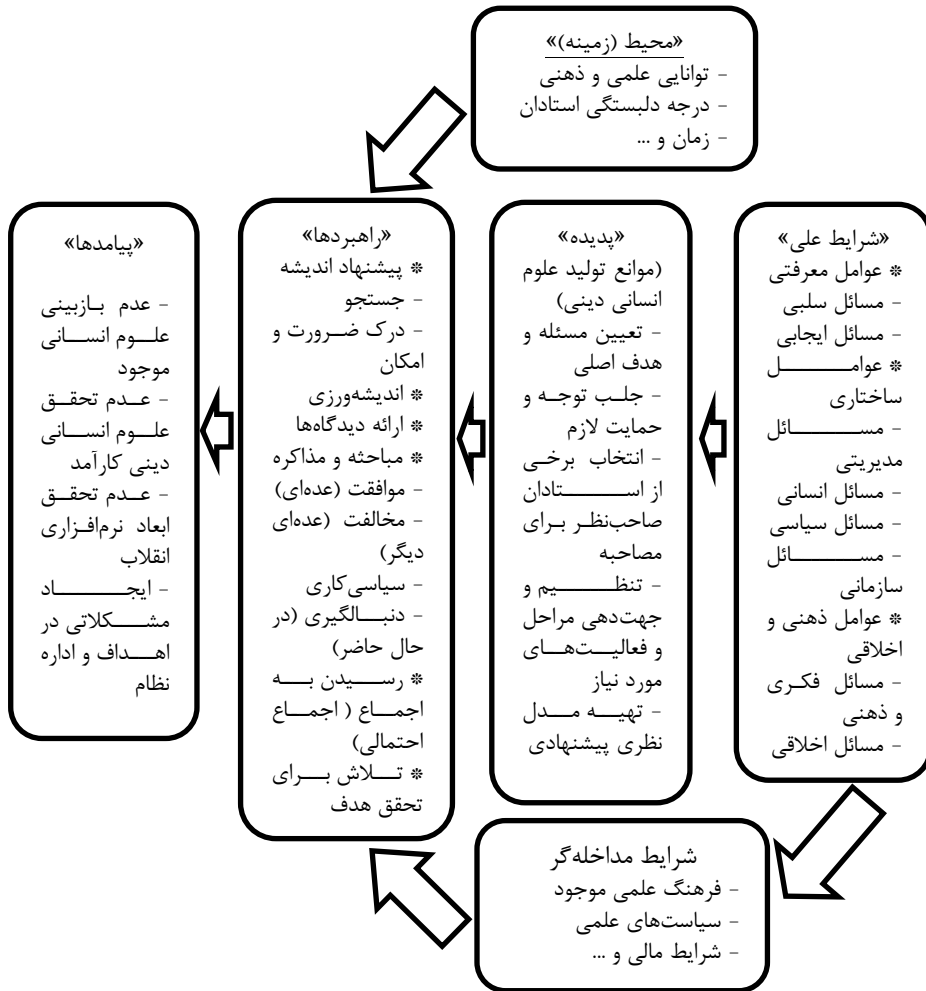 «محیط (زمینه)»
- توانایی علمی و ذهنی
- درجه دلبستگی استادان
- زمان و ...
«شرایط علی»
* عوامل معرفتی
- مسائل سلبی
- مسائل ایجابی
* عوامل
ساختاری
- مسائل
مدیریتی
- مسائل انسانی
- مسائل سیاسی
- مسائل
سازمانی
* عوامل ذهنی و
اخلاقی
- مسائل فکری
و ذهنی
- مسائل اخلاقی
«پدیده»
(موانع تولید علوم
انسانی دینی)
- تعیین مسئله و
هدف اصلی
- جلب توجه و
حمایت لازم
- انتخاب برخی
از استادان
صاحب‌نظر برای
مصاحبه
- تنظیم و
جهت‌دهی مراحل
و فعالیت‌های
مورد نیاز
- تهیه مدل
نظری پیشنهادی
«راهبردها»
* پیشنهاد اندیشه
- جستجو
- درک ضرورت و
امکان
* اندیشه‌ورزی
* ارائه دیدگاه‌ها
* مباحثه و مذاکره
- موافقت (عده‌ای)
- مخالفت (عده‌ای
دیگر)
- سیاسی‌کاری
- دنبالگیری (در
حال حاضر)
* رسیدن به
اجماع ( اجماع
احتمالی)
* تلاش برای
تحقق هدف
«پیامدها»
- عدم بازبینی
علوم انسانی
موجود
- عدم تحقق
علوم انسانی
دینی کارآمد
- عدم تحقق
ابعاد نرم‌افزاری
انقلاب
- ایجاد
مشکلاتی در
اهداف و اداره
نظام
شرایط مداخله‌گر
- فرهنگ علمی موجود
- سیاست‌های علمی
- شرایط مالی و ...